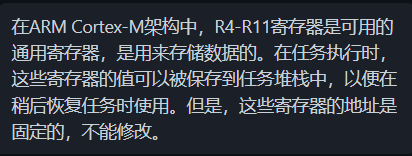 在ARM Cortex-M架构中，R4-R11寄存器是可用的
通用寄存器，是用来存储数据的。在任务执行时，
这些寄存器的值可以被保存到任务堆栈中，以便在
稍后恢复任务时使用。但是，这些寄存器的地址是
固定的，不能修改。